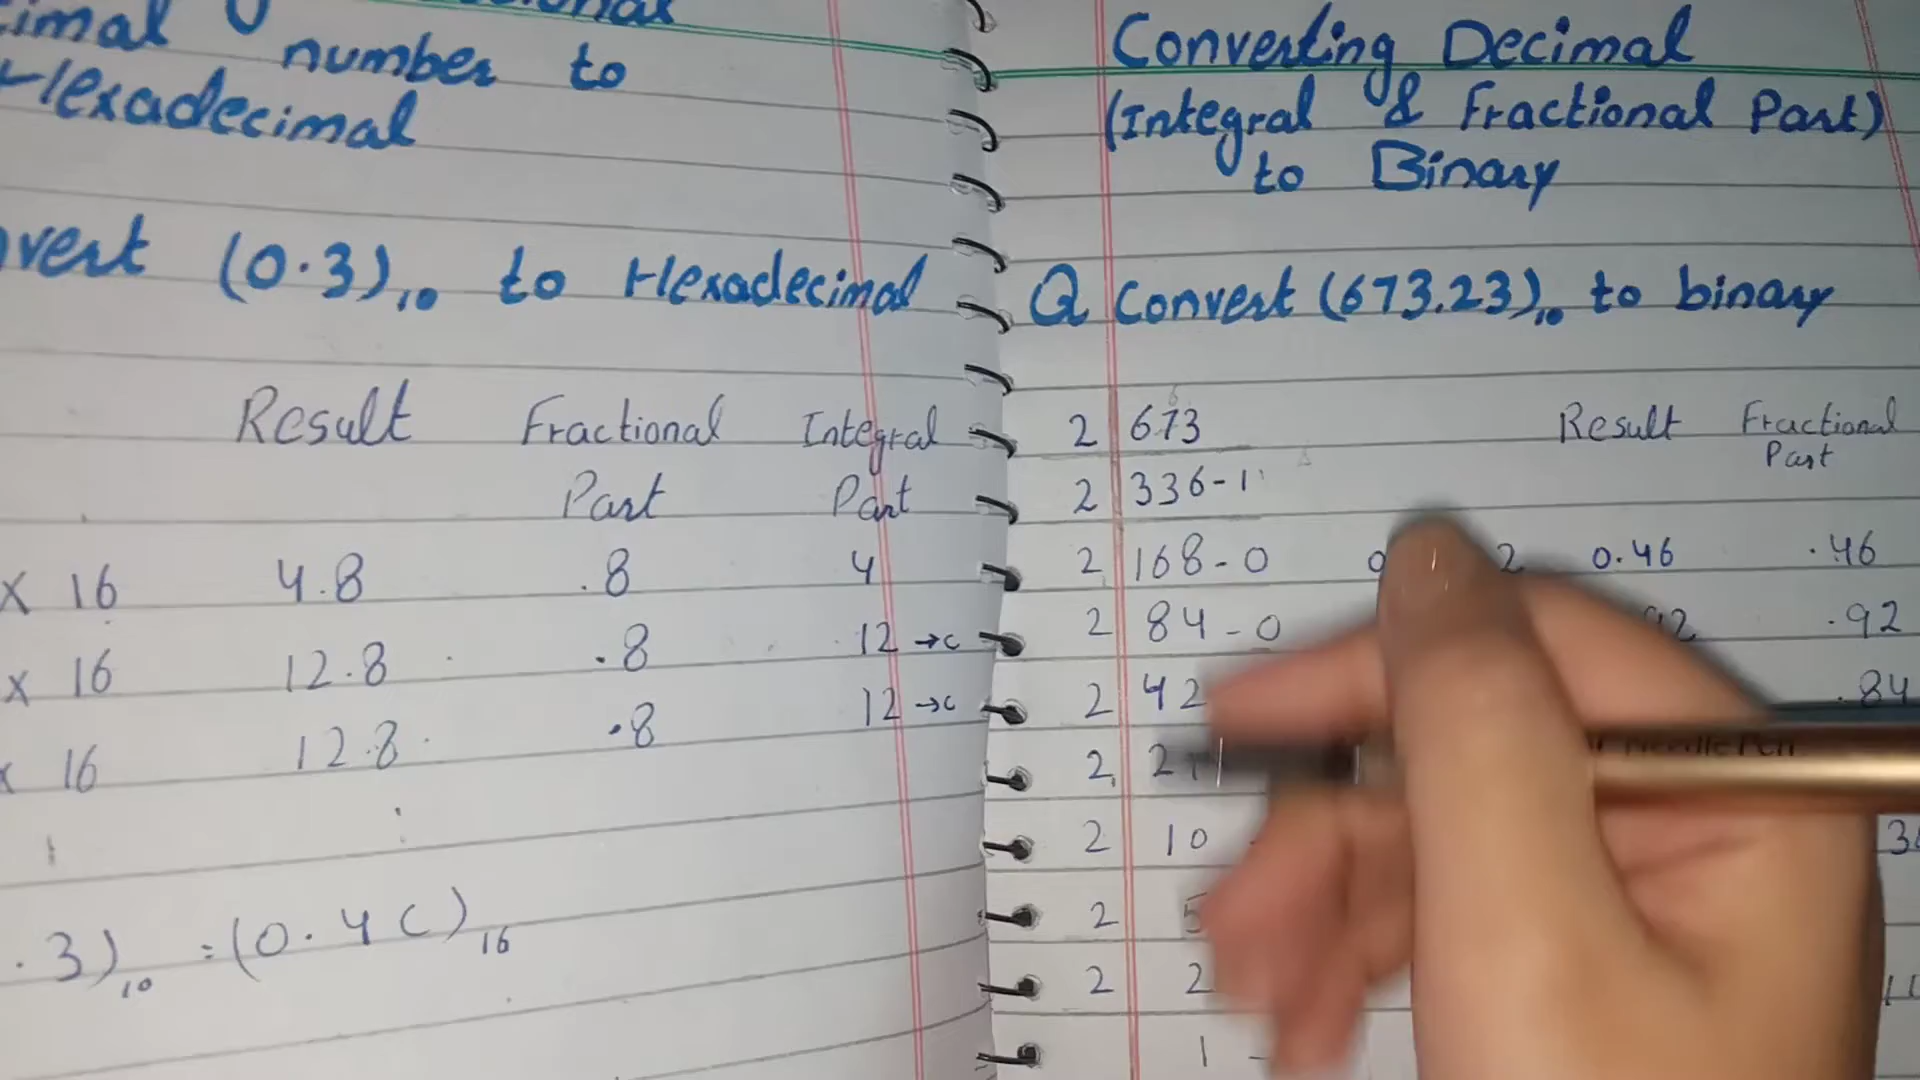 number to
Hexadecimal
(0.3)10 to Hexadecimal
Result Fractional Part Integral Part
x 16 4.8 .8 4
x 16 12.8 .8 12 → C
x 16 12.8 .8 12 → C
.3)10 = (0.4C)16
Converting Decimal
(Integral & Fractional Part)
to Binary
Q Convert (673.23)10 to binary
2 673 Result Fractional Part
2 336 - 1
2 168 - 0 2 0.46 .46
2 84 - 0 .92
2 42 .84
2
2 10
2 5
2 2
1 -